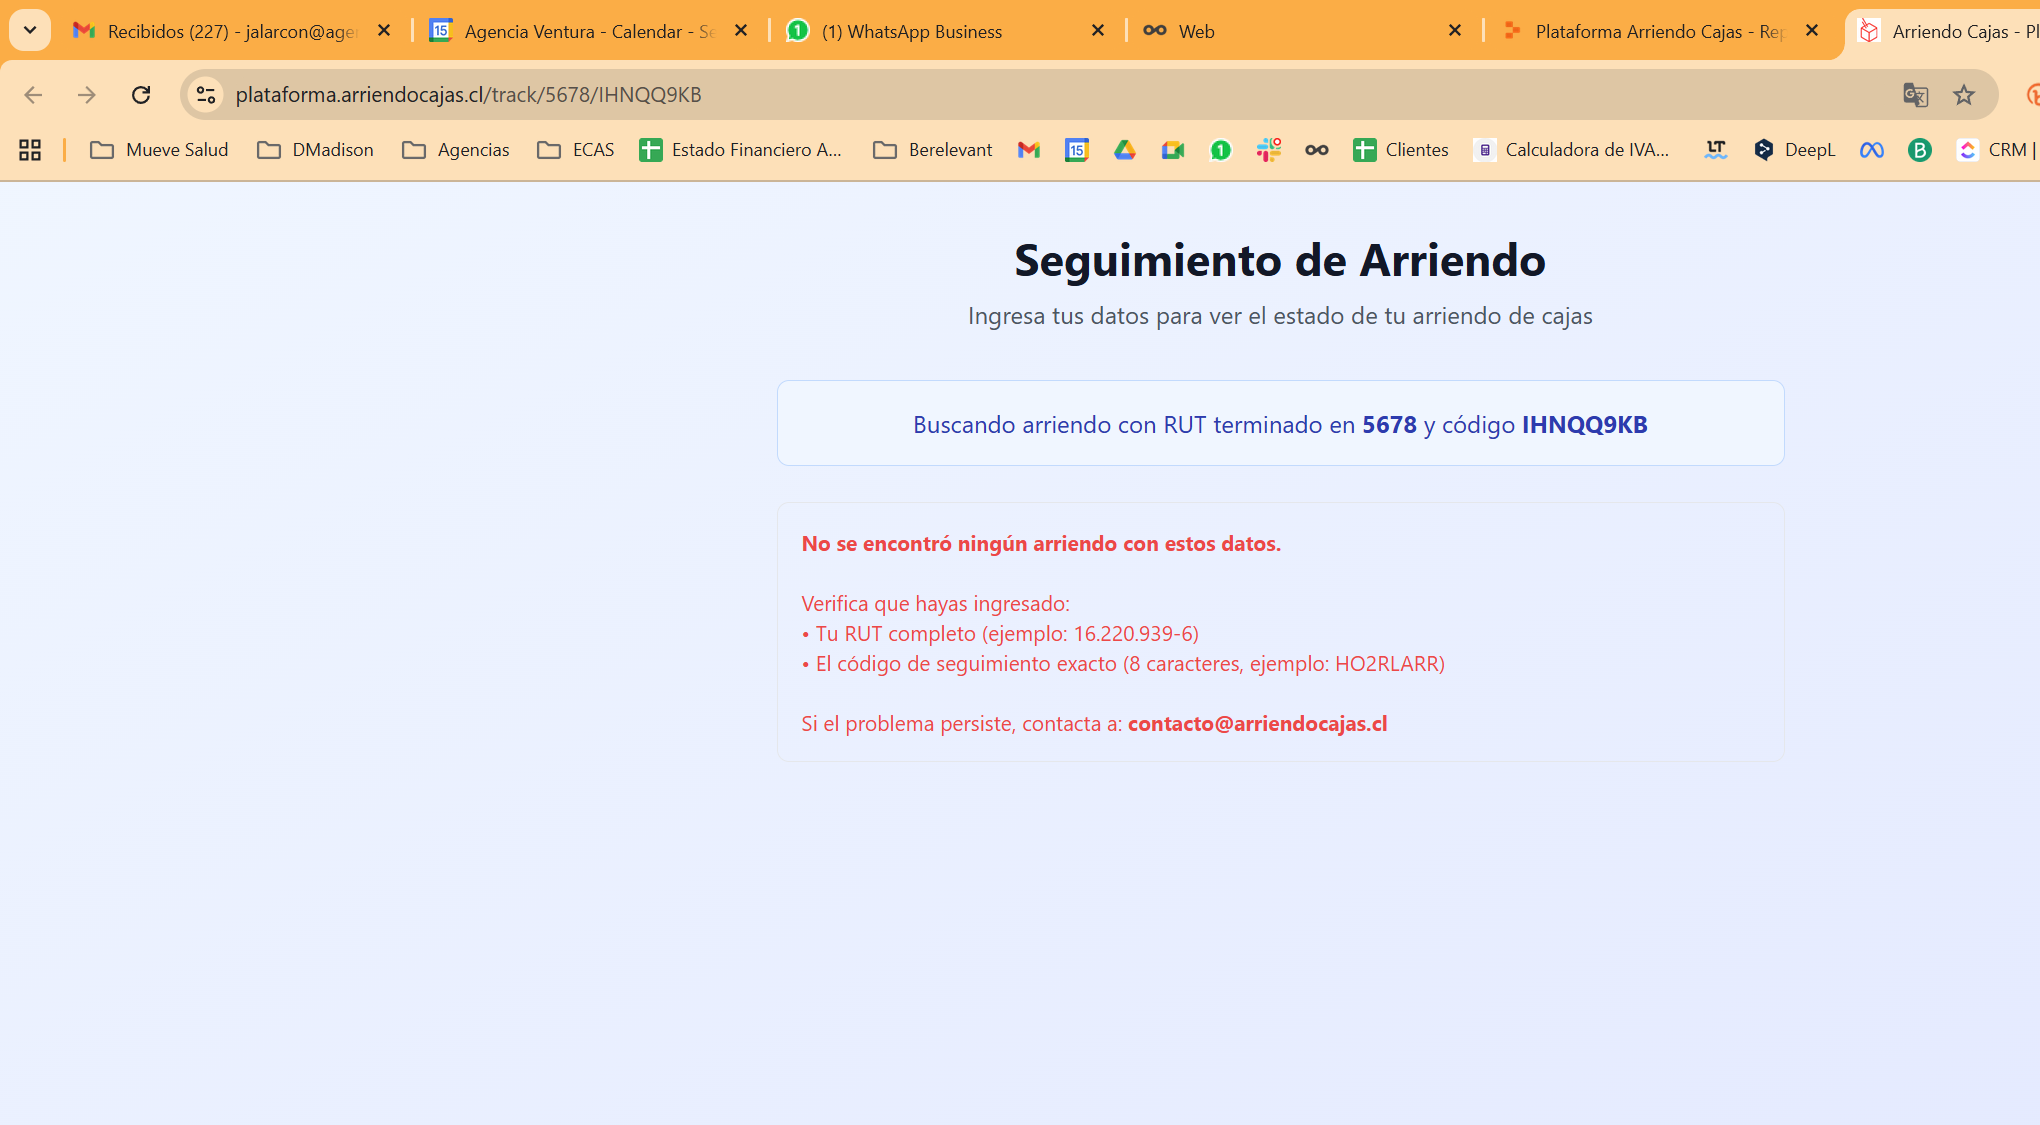 Recibidos (227) - jalarcon@age
Agencia Ventura - Calendar - Se
(1) WhatsApp Business
Web
Plataforma Arriendo Cajas - Rep
Arriendo Cajas - Pl
plataforma.arriendocajas.cl/track/5678/IHNQQ9KB
Mueve Salud
DMadison
Agencias
ECAS
Estado Financiero A...
Berelevant
Clientes
Calculadora de IVA...
DeepL
CRM |
Seguimiento de Arriendo
Ingresa tus datos para ver el estado de tu arriendo de cajas
Buscando arriendo con RUT terminado en 5678 y código IHNQQ9KB
No se encontró ningún arriendo con estos datos.
Verifica que hayas ingresado:
• Tu RUT completo (ejemplo: 16.220.939-6)
• El código de seguimiento exacto (8 caracteres, ejemplo: HO2RLARR)
Si el problema persiste, contacta a: contacto@arriendocajas.cl